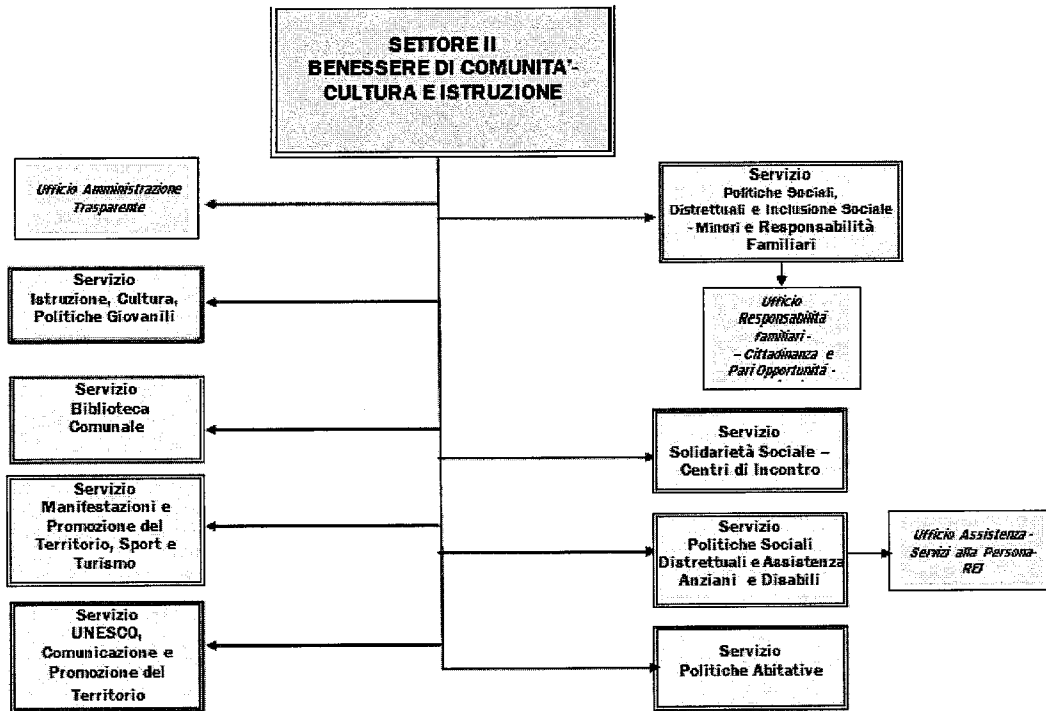 SETTORE II
BENESSERE DI COMUNITA'-
CULTURA E ISTRUZIONE
Ufficio Amministrazione
Trasparente
Servizio
Istruzione, Cultura,
Politiche Giovanili
Servizio
Biblioteca
Comunale
Servizio
Manifestazioni e
Promozione del
Territorio, Sport e
Turismo
Servizio
UNESCO,
Comunicazione e
Promozione del
Territorio
Servizio
Politiche Sociali,
Distrettuali e Inclusione Sociale
- Minori e Responsabilità
Familiari
Ufficio
Responsabilità
familiari -
– Cittadinanza e
Pari Opportunità -
Servizio
Solidarietà Sociale –
Centri di Incontro
Servizio
Politiche Sociali
Distrettuali e Assistenza
Anziani e Disabili
Ufficio Assistenza -
Servizi alla Persona-
REI
Servizio
Politiche Abitative